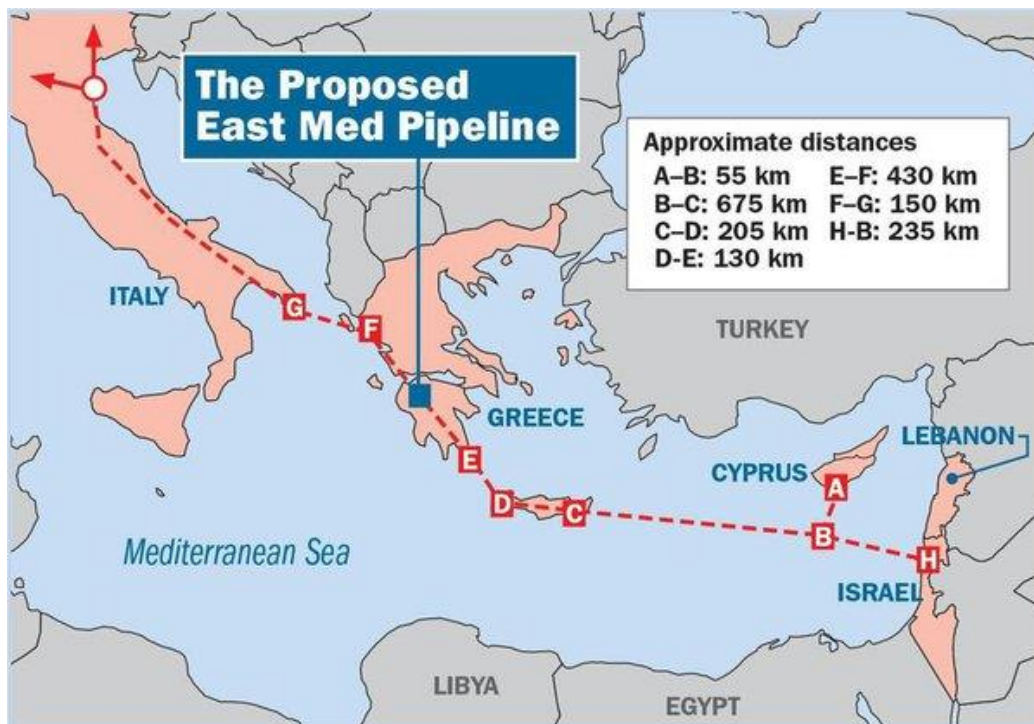 The Proposed
East Med Pipeline
Approximate distances
A–B: 55 km E–F: 430 km
B–C: 675 km F–G: 150 km
C–D: 205 km H-B: 235 km
D-E: 130 km
ITALY
G
F
TURKEY
GREECE
E
D
C
CYPRUS
LEBANON
A
B
H
ISRAEL
Mediterranean Sea
LIBYA
EGYPT